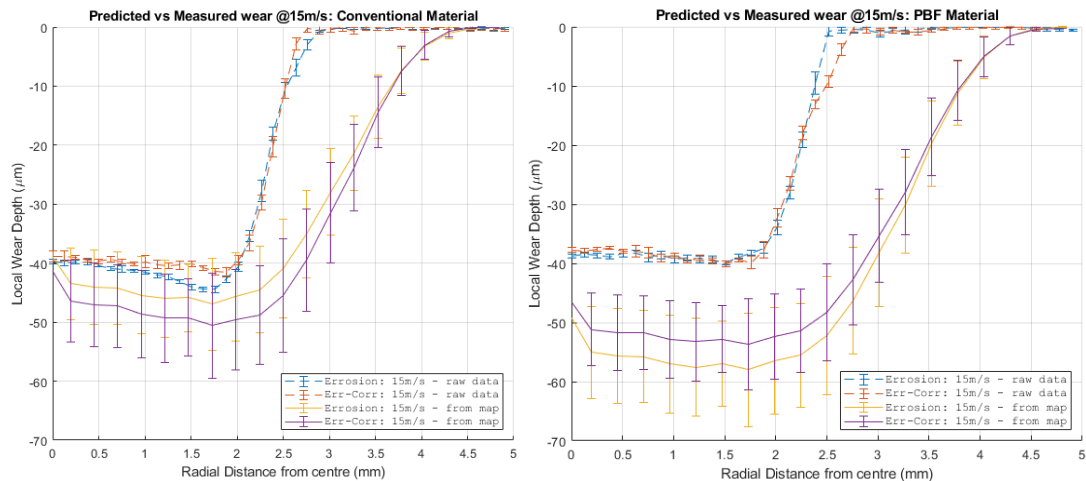 Predicted vs Measured wear @15m/s: Conventional Material
0
-10
-20
-30
-40
-50
-60
-70
Local Wear Depth (μm)
0 0.5 1 1.5 2 2.5 3 3.5 4 4.5 5
Radial Distance from centre (mm)
Errosion: 15m/s - raw data
Err-Corr: 15m/s - raw data
Errosion: 15m/s - from map
Err-Corr: 15m/s - from map
Predicted vs Measured wear @15m/s: PBF Material
0
-10
-20
-30
-40
-50
-60
-70
Local Wear Depth (μm)
0 0.5 1 1.5 2 2.5 3 3.5 4 4.5 5
Radial Distance from centre (mm)
Errosion: 15m/s - raw data
Err-Corr: 15m/s - raw data
Errosion: 15m/s - from map
Err-Corr: 15m/s - from map